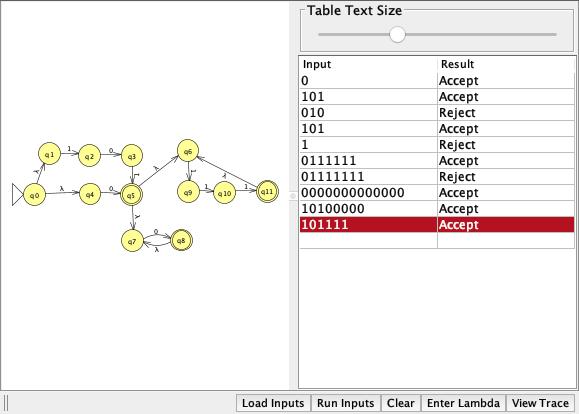 Table Text Size
Input Result
0 Accept
101 Accept
010 Reject
101 Accept
1 Reject
0111111 Accept
01111111 Reject
0000000000000 Accept
10100000 Accept
101111 Accept
q1 1 q2 0 q3 q6
λ 1 λ 1 λ
q0 λ q4 0 q5 q9 1 q10 1 q11
λ
q7 0 q8
λ
Load Inputs Run Inputs Clear Enter Lambda View Trace